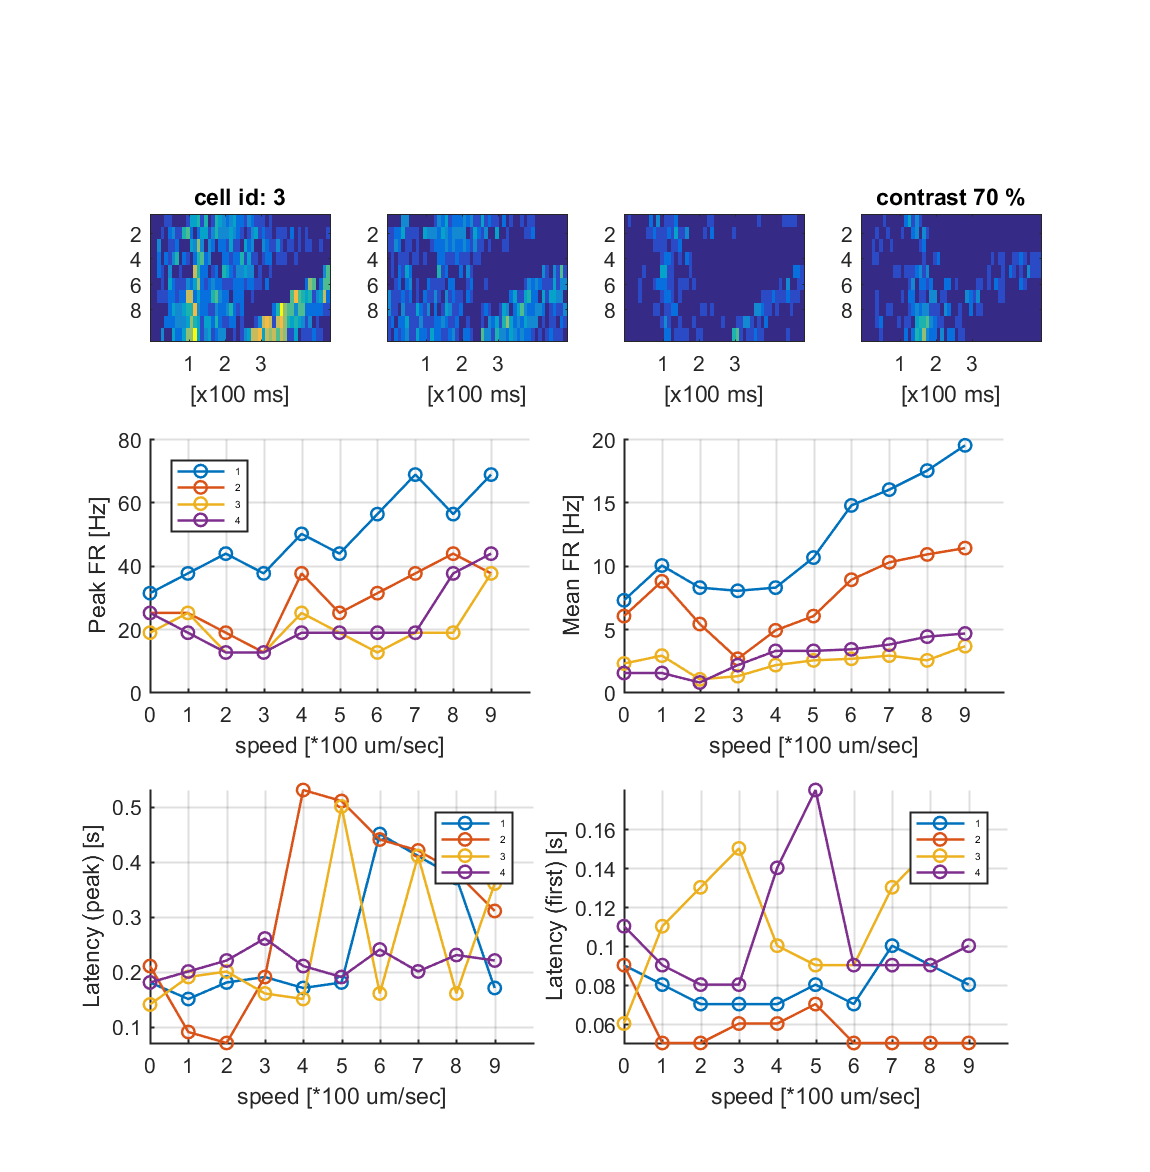 cell id: 3
contrast 70 %
2 4 6 8
2 4 6 8
2 4 6 8
2 4 6 8
1 2 3
1 2 3
1 2 3
1 2 3
[x100 ms]
[x100 ms]
[x100 ms]
[x100 ms]
Peak FR [Hz]
80
60
40
20
0
1
2
3
4
0 1 2 3 4 5 6 7 8 9
speed [*100 um/sec]
Mean FR [Hz]
20
15
10
5
0
0 1 2 3 4 5 6 7 8 9
speed [*100 um/sec]
Latency (peak) [s]
0.5
0.4
0.3
0.2
0.1
1
2
3
4
0 1 2 3 4 5 6 7 8 9
speed [*100 um/sec]
Latency (first) [s]
0.16
0.14
0.12
0.1
0.08
0.06
1
2
3
4
0 1 2 3 4 5 6 7 8 9
speed [*100 um/sec]